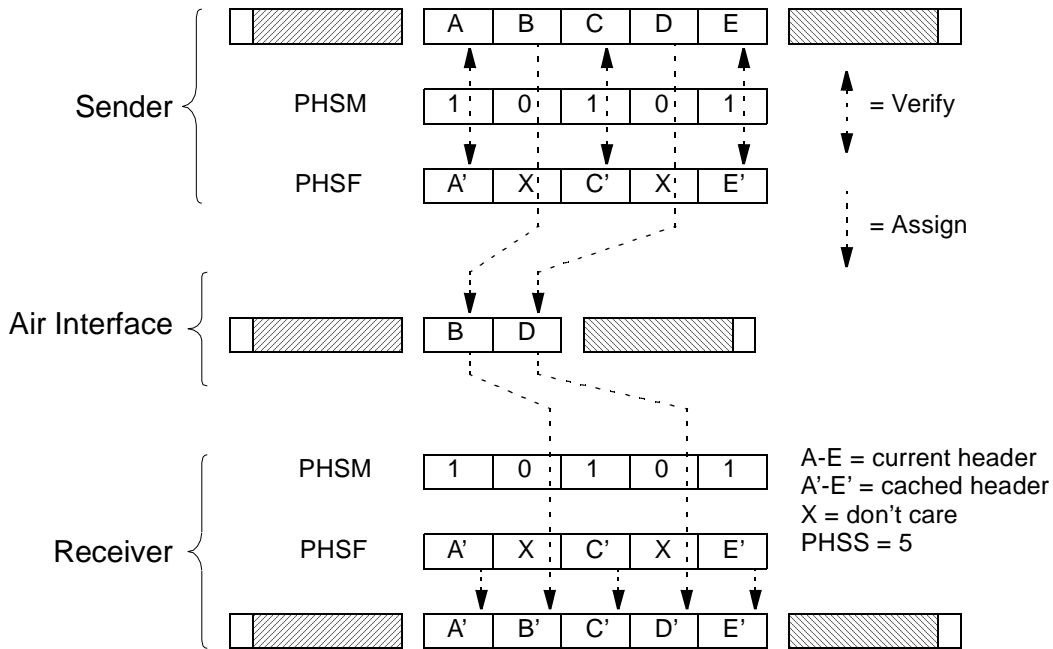 A B C D E
Sender
PHSM 1 0 1 0 1
= Verify
PHSF A' X C' X E'
= Assign
Air Interface
B D
Receiver
PHSM 1 0 1 0 1
PHSF A' X C' X E'
A' B' C' D' E'
A-E = current header
A'-E' = cached header
X = don't care
PHSS = 5